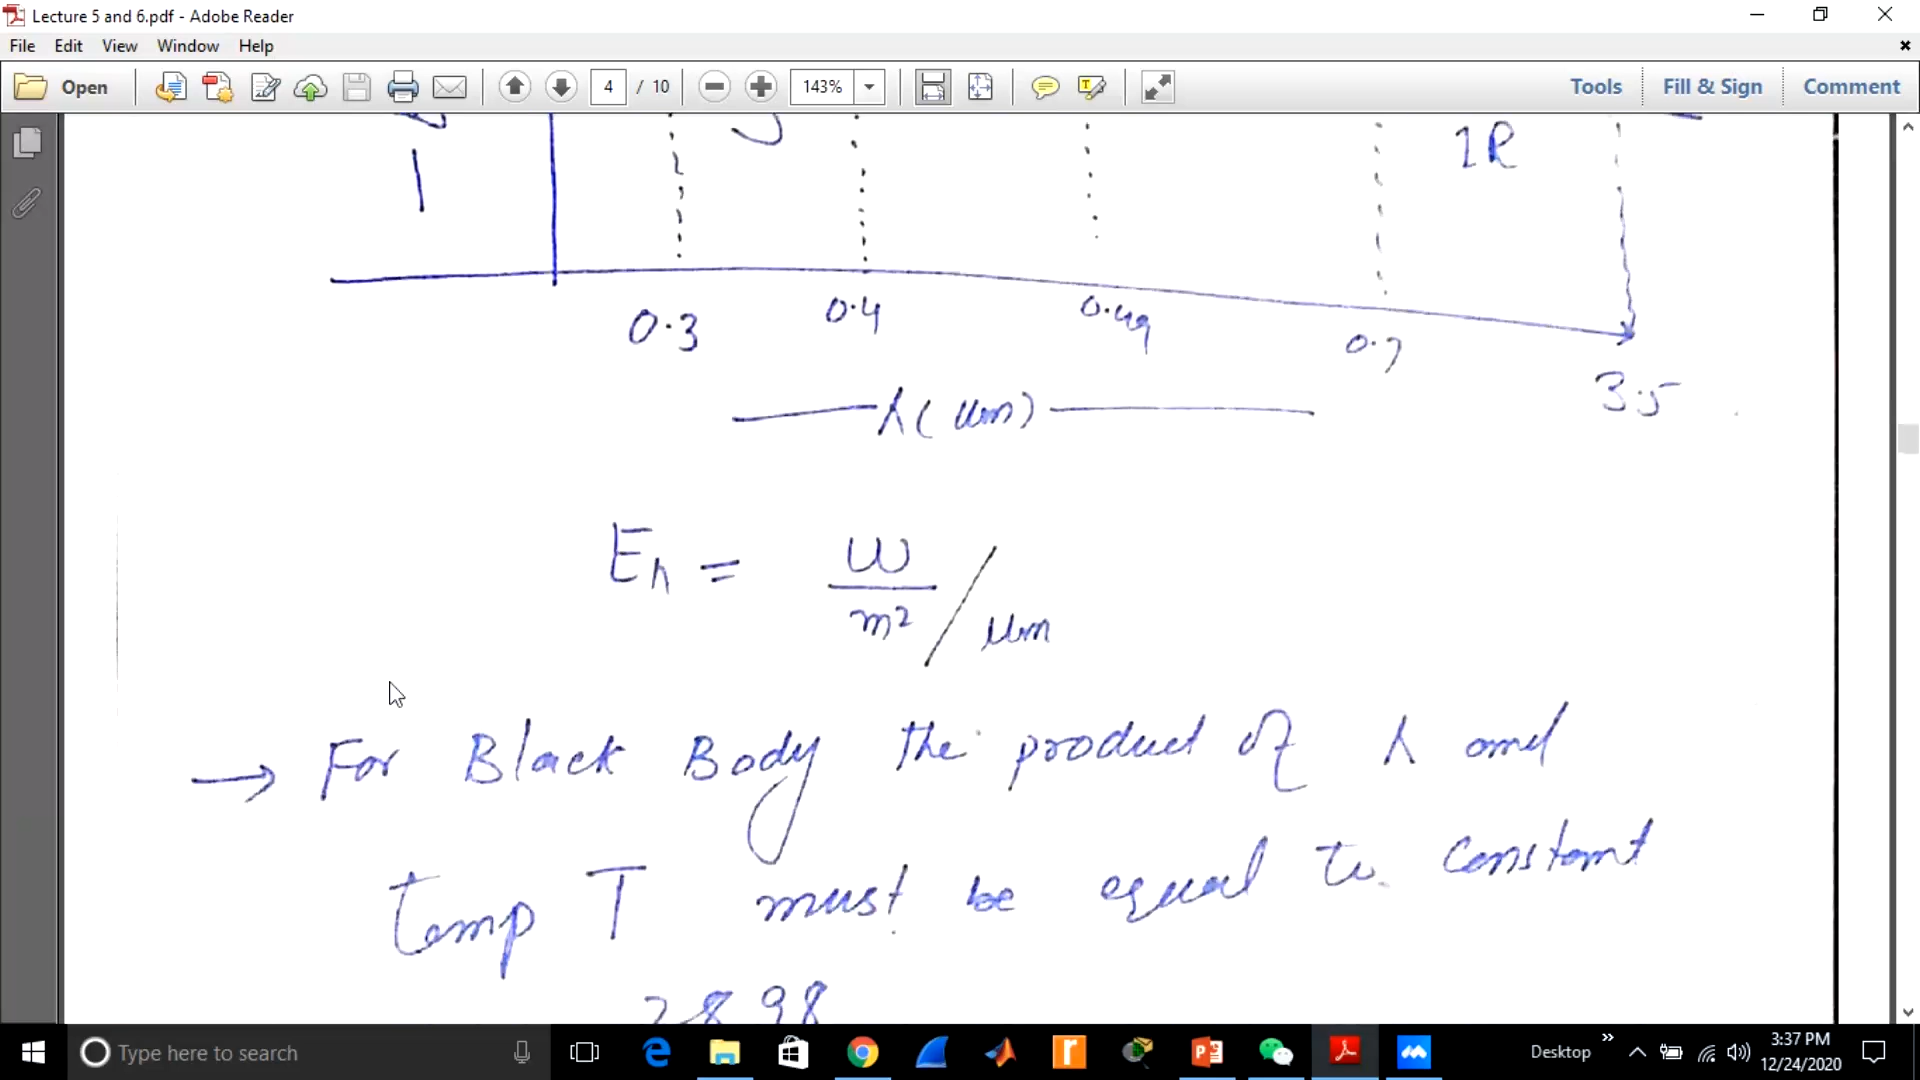 Lecture 5 and 6.pdf - Adobe Reader
File Edit View Window Help
Open 4 / 10 143% Tools Fill & Sign Comment
IR
0.3 0.4 0.49 0.7 3.5
λ (μm)
Eλ = W/m² / μm
→ For Black Body the product of λ and
temp T must be equal to constant
2898
Type here to search Desktop 3:37 PM
12/24/2020